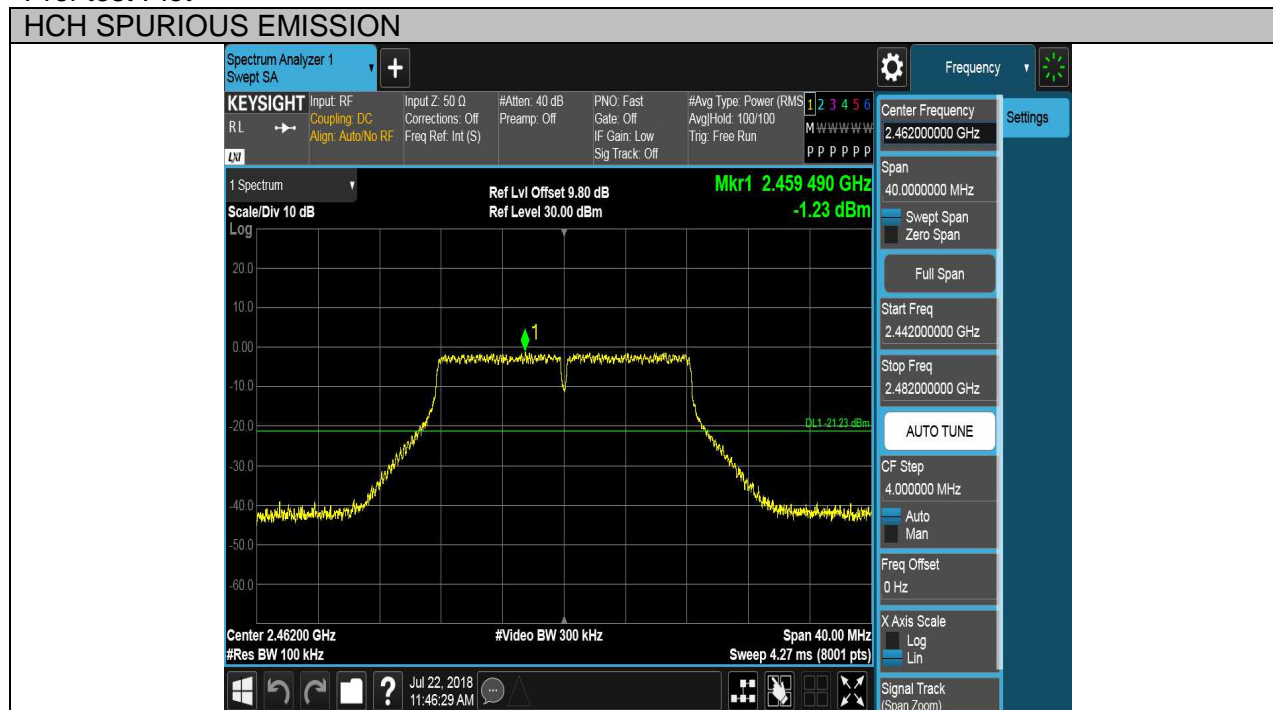 HCH SPURIOUS EMISSION
Spectrum Analyzer 1
Swept SA
+
Frequency
KEYSIGHT
RL
LXI
Input: RF
Coupling: DC
Align: Auto/No RF
Input Z: 50 Ω
Corrections: Off
Freq Ref: Int (S)
#Atten: 40 dB
Preamp: Off
PNO: Fast
Gate: Off
IF Gain: Low
Sig Track: Off
#Avg Type: Power (RMS
Avg|Hold: 100/100
Trig: Free Run
1 2 3 4 5 6
M W W W W W
P P P P P P
1 Spectrum
Scale/Div 10 dB
Log
Ref Lvl Offset 9.80 dB
Ref Level 30.00 dBm
Mkr1 2.459 490 GHz
-1.23 dBm
20.0
10.0
0.00
-10.0
-20.0
-30.0
-40.0
-50.0
-60.0
1
DL1 -21.23 dBm
Center 2.46200 GHz
#Res BW 100 kHz
#Video BW 300 kHz
Span 40.00 MHz
Sweep 4.27 ms (8001 pts)
Center Frequency
2.462000000 GHz
Settings
Span
40.0000000 MHz
Swept Span
Zero Span
Full Span
Start Freq
2.442000000 GHz
Stop Freq
2.482000000 GHz
AUTO TUNE
CF Step
4.000000 MHz
Auto
Man
Freq Offset
0 Hz
X Axis Scale
Log
Lin
Signal Track
(Span Zoom)
?
Jul 22, 2018
11:46:29 AM